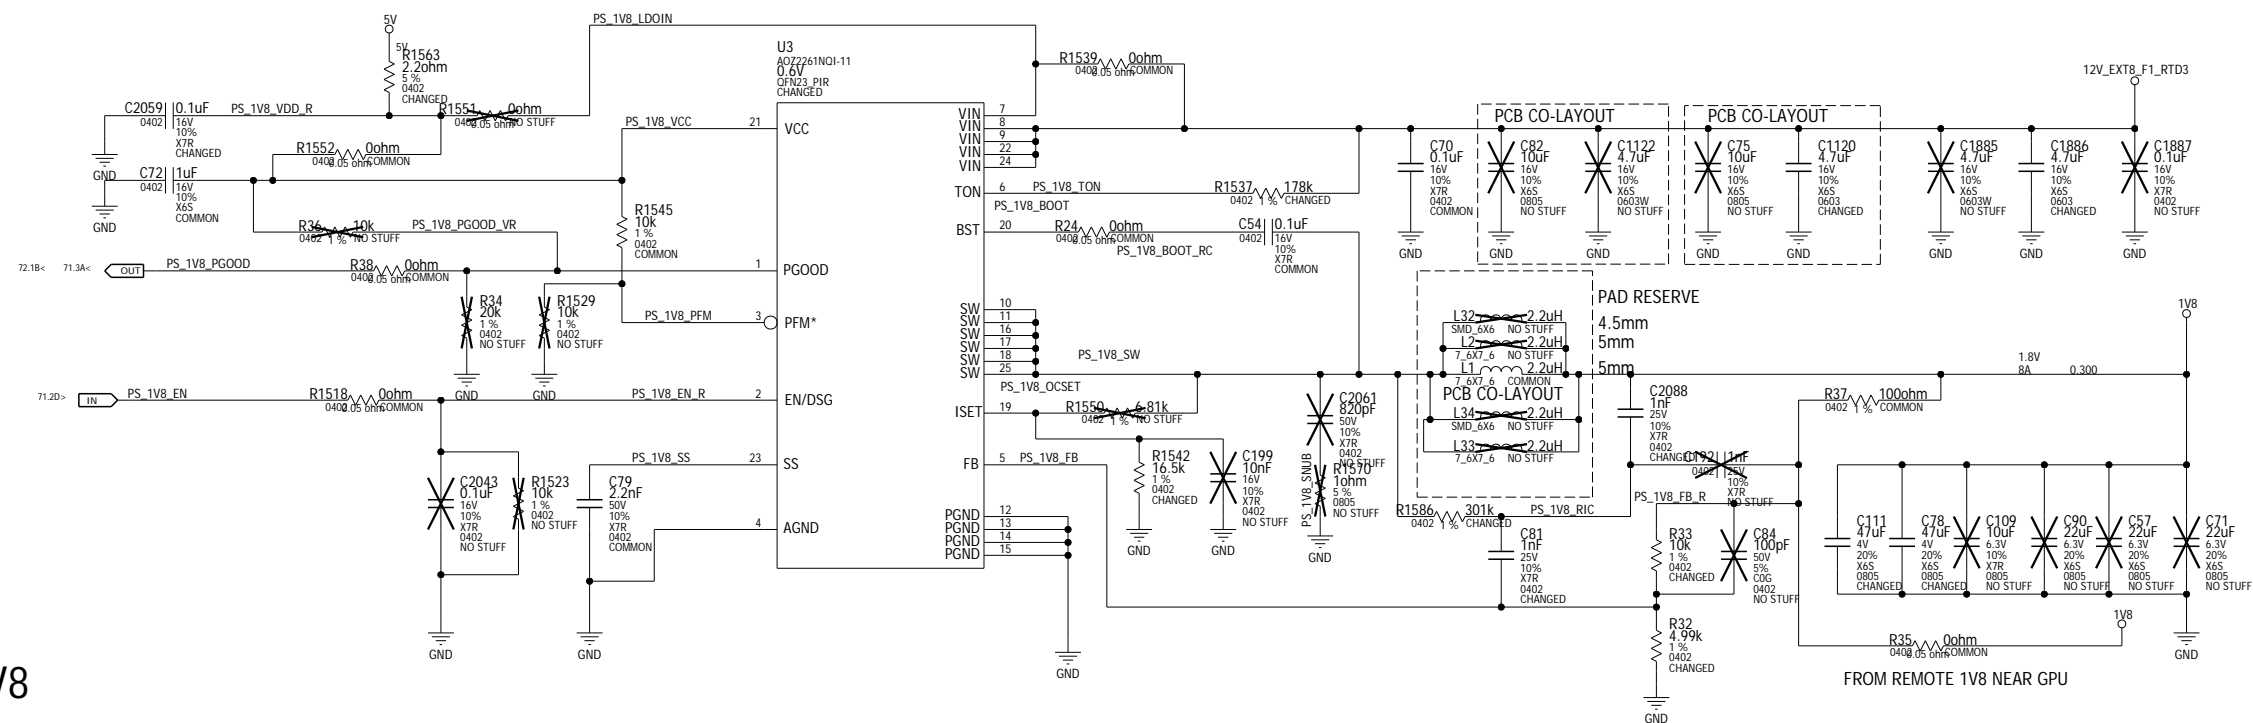 5V
5V
R1563
2.2ohm
5 %
0402
CHANGED
PS_1V8_LDOIN
U3
AOZ2261NQI-11
0.6V
QFN23_PIR
CHANGED
R1539 0ohm
0402 0.05 ohm COMMON
12V_EXT8_F1_RTD3
C2059 0.1uF
0402 16V
10%
X7R
CHANGED
PS_1V8_VDD_R
R1551 0ohm
0402 0.05 ohm NO STUFF
R1552 0ohm
0402 0.05 ohm COMMON
GND
C72 1uF
0402 16V
10%
X6S
COMMON
GND
PS_1V8_VCC 21 VCC
R36 10k
0402 1 % NO STUFF
PS_1V8_PGOOD_VR
R1545
10k
1 %
0402
COMMON
72.1B< 71.3A< OUT PS_1V8_PGOOD
R38 0ohm
0402 0.05 ohm COMMON
1 PGOOD
R34
20k
1 %
0402
NO STUFF
GND
R1529
10k
1 %
0402
NO STUFF
GND
PS_1V8_PFM 3 PFM*
71.2D> IN PS_1V8_EN
R1518 0ohm
0402 0.05 ohm COMMON
PS_1V8_EN_R 2 EN/DSG
C2043
0.1uF
16V
10%
X7R
0402
NO STUFF
R1523
10k
1 %
0402
NO STUFF
GND
PS_1V8_SS 23 SS
C79
2.2nF
50V
10%
X7R
0402
COMMON
GND
4 AGND
VIN 7
VIN 8
VIN 9
VIN 22
VIN 24
TON 6 PS_1V8_TON
R1537 178k
0402 1 % CHANGED
PS_1V8_BOOT
BST 20
R24 0ohm
0402 0.05 ohm COMMON
PS_1V8_BOOT_RC
C54 0.1uF
0402 16V
10%
X7R
COMMON
SW 10
SW 11
SW 16
SW 17
SW 18
SW 25
PS_1V8_SW
PS_1V8_OCSET
ISET 19
R1550 6.81k
0402 1 % NO STUFF
R1542
16.5k
1 %
0402
CHANGED
GND
C199
10nF
16V
10%
X7R
0402
NO STUFF
GND
FB 5 PS_1V8_FB
PGND 12
PGND 13
PGND 14
PGND 15
GND
C70
0.1uF
16V
10%
X7R
0402
COMMON
GND
PCB CO-LAYOUT
C82
10uF
16V
10%
X6S
0805
NO STUFF
GND
C1122
4.7uF
16V
10%
X6S
0603W
NO STUFF
GND
PCB CO-LAYOUT
C75
10uF
16V
10%
X6S
0805
NO STUFF
GND
C1120
4.7uF
16V
10%
X6S
0603
CHANGED
GND
C1885
4.7uF
16V
10%
X6S
0603W
NO STUFF
GND
C1886
4.7uF
16V
10%
X6S
0603
CHANGED
GND
C1887
0.1uF
16V
10%
X7R
0402
NO STUFF
GND
PAD RESERVE
L32 2.2uH 4.5mm
SMD_6X6 NO STUFF
L2 2.2uH 5mm
7_6X7_6 NO STUFF
L1 2.2uH 5mm
7_6X7_6 COMMON
PCB CO-LAYOUT
L34 2.2uH
SMD_6X6 NO STUFF
L33 2.2uH
7_6X7_6 NO STUFF
C2061
820pF
50V
10%
X7R
0402
NO STUFF
PS_1V8_SNUB
R1570
1ohm
5 %
0805
NO STUFF
GND
R1586 301k
0402 1 % CHANGED
PS_1V8_RIC
C81
1nF
25V
10%
X7R
0402
CHANGED
C2088
1nF
25V
10%
X7R
0402
CHANGED
C192 1nF
0402 25V
10%
X7R
NO STUFF
PS_1V8_FB_R
R33
10k
1 %
0402
CHANGED
C84
100pF
50V
5%
C0G
0402
NO STUFF
R32
4.99k
1 %
0402
CHANGED
GND
R37 100ohm
0402 1 % COMMON
1V8
1.8V
8A 0.300
C111
47uF
4V
20%
X6S
0805
CHANGED
C78
47uF
4V
20%
X6S
0805
CHANGED
C109
10uF
6.3V
10%
X7R
0805
NO STUFF
C90
22uF
6.3V
20%
X6S
0805
NO STUFF
C57
22uF
6.3V
20%
X6S
0805
NO STUFF
C71
22uF
6.3V
20%
X6S
0805
NO STUFF
GND
1V8
R35 0ohm
0402 0.05 ohm COMMON
FROM REMOTE 1V8 NEAR GPU
V8